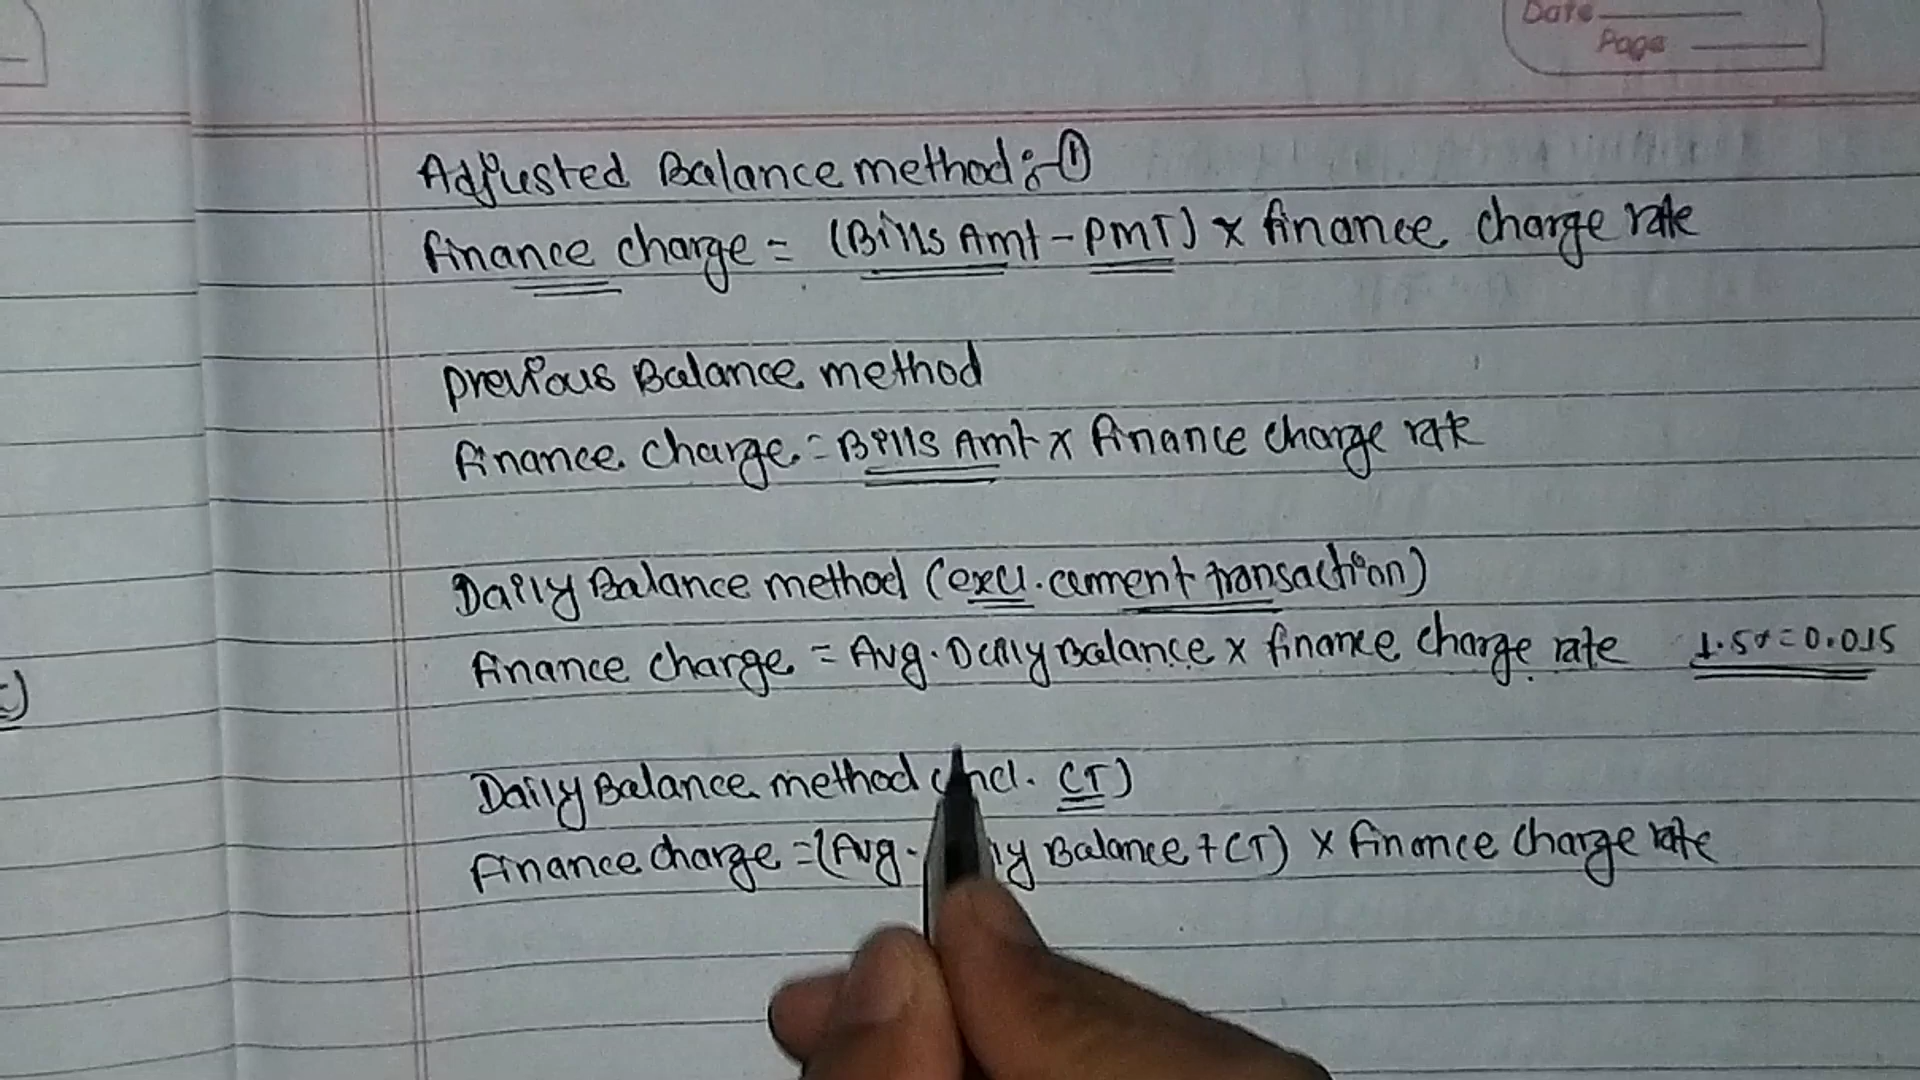 Date
Page
Adjusted Balance method:-①
finance charge = (Bills Amt - PMT) x finance charge rate
previous Balance method
finance charge = Bills Amt x finance charge rate
Daily Balance method (excl. current transaction)
finance charge = Avg. Daily Balance x finance charge rate 1.5% = 0.015
Daily Balance method incl. CT)
finance charge = (Avg. ly Balance + CT) x finance charge rate